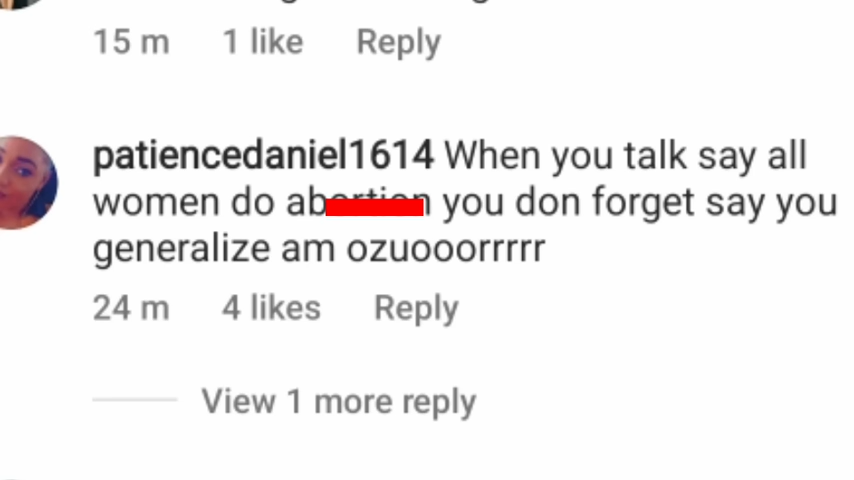 15 m 1 like Reply
patiencedaniel1614 When you talk say all
women do abortion you don forget say you
generalize am ozuooorrrrr
24 m 4 likes Reply
View 1 more reply